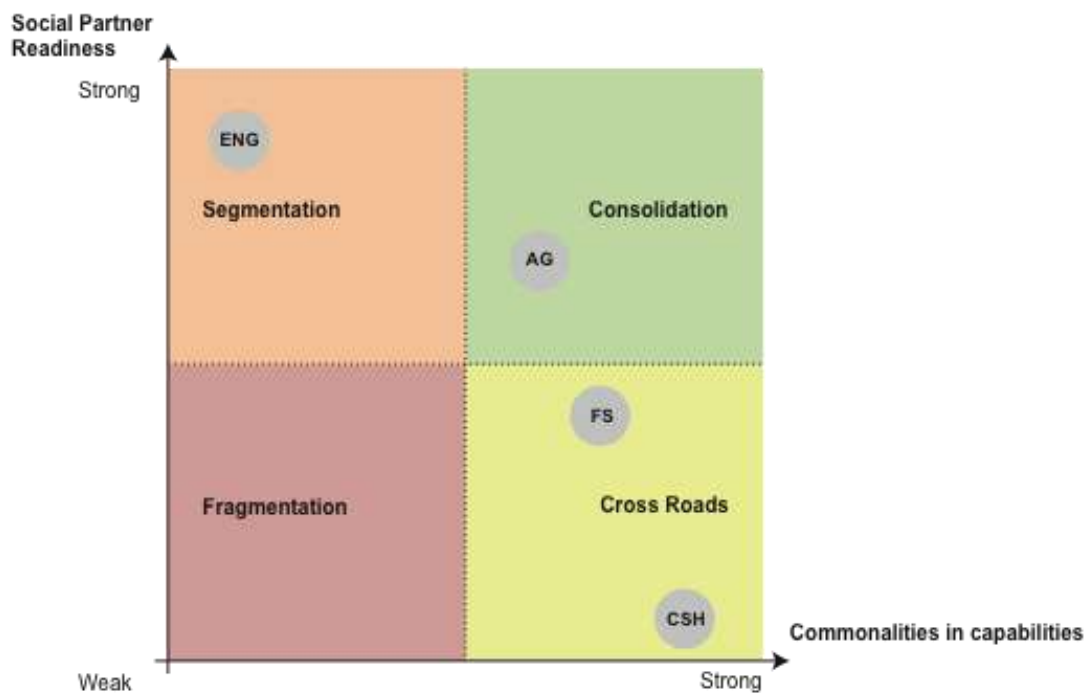 Social Partner
Readiness
Strong
ENG
Segmentation
Consolidation
AG
FS
Fragmentation
Cross Roads
CSH
Commonalities in capabilities
Weak
Strong